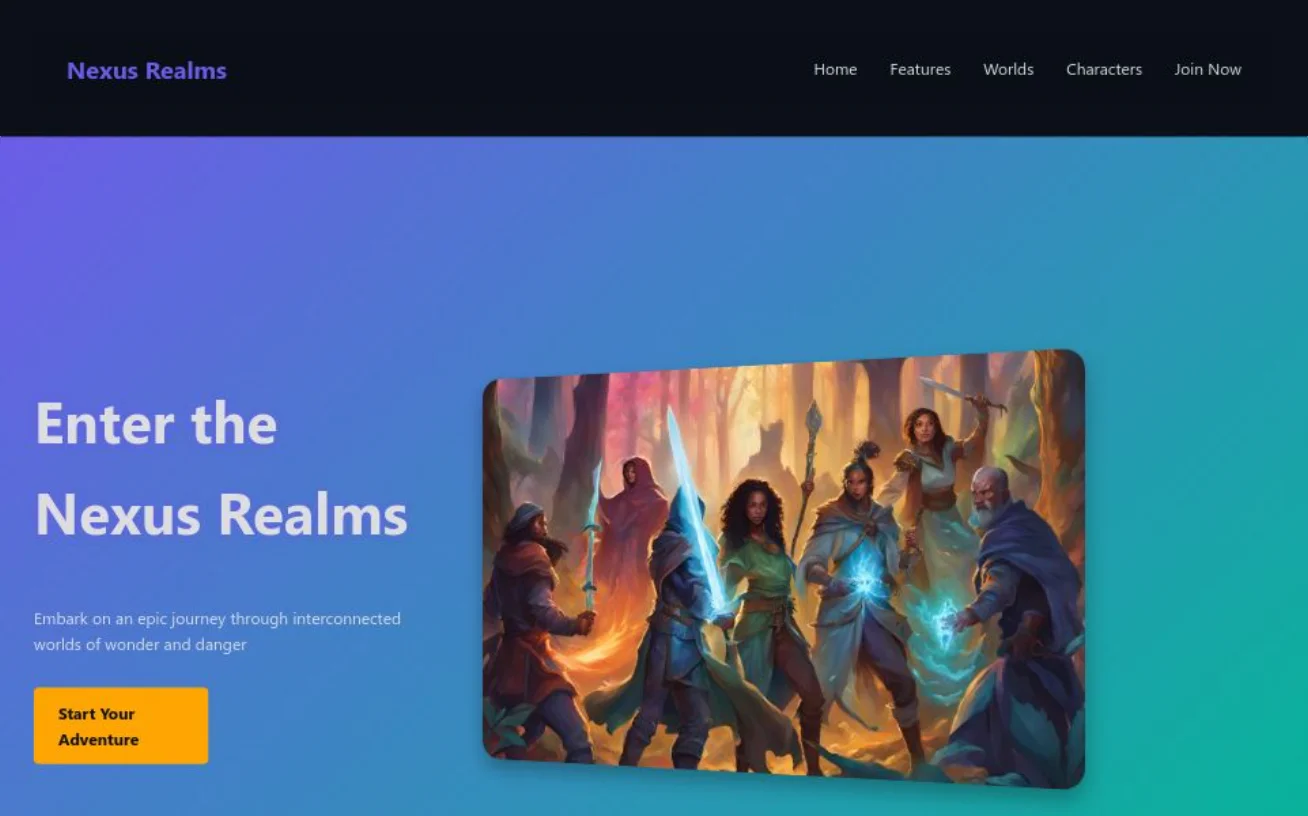 Nexus Realms
Home Features Worlds Characters Join Now
Enter the
Nexus Realms
Embark on an epic journey through interconnected
worlds of wonder and danger
Start Your
Adventure